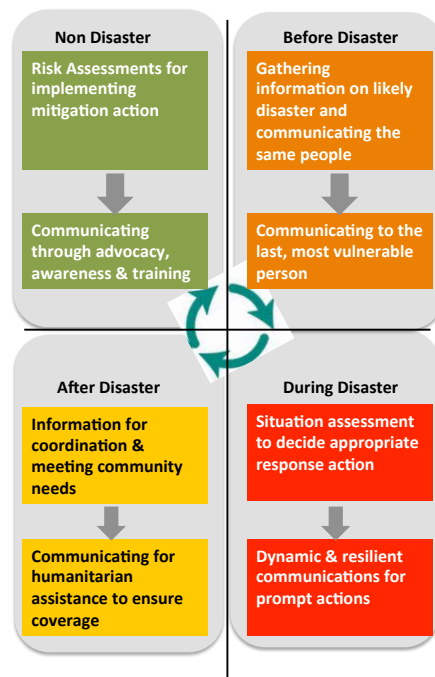 Non Disaster
Risk Assessments for
implementing
mitigation action
Communicating
through advocacy,
awareness & training
Before Disaster
Gathering
information on likely
disaster and
communicating the
same people
Communicating to the
last, most vulnerable
person
After Disaster
Information for
coordination &
meeting community
needs
Communicating for
humanitarian
assistance to ensure
coverage
During Disaster
Situation assessment
to decide appropriate
response action
Dynamic & resilient
communications for
prompt actions